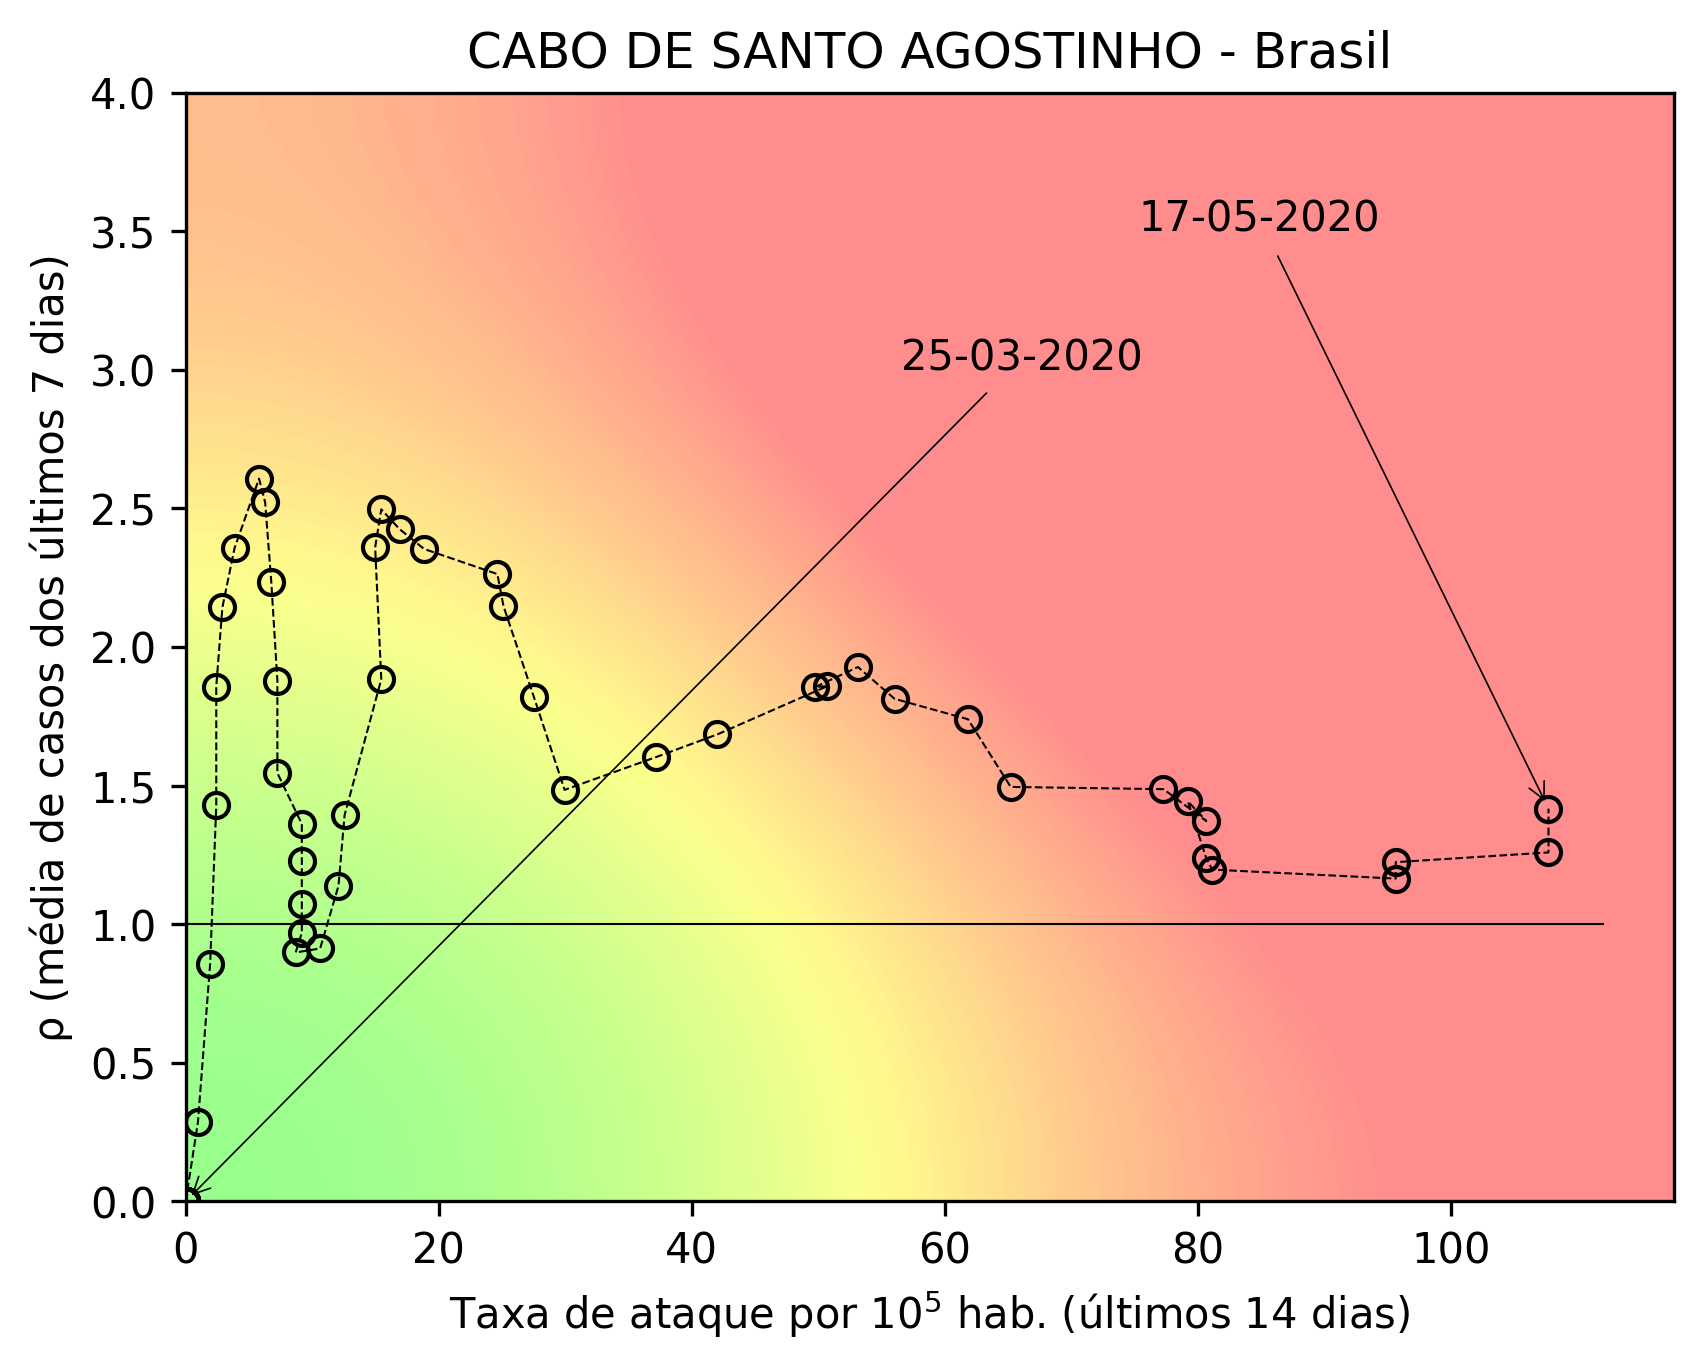 CABO DE SANTO AGOSTINHO - Brasil
4.0
3.5
3.0
2.5
2.0
1.5
1.0
0.5
0.0
ρ (média de casos dos últimos 7 dias)
17-05-2020
25-03-2020
0 20 40 60 80 100
Taxa de ataque por 10⁵ hab. (últimos 14 dias)